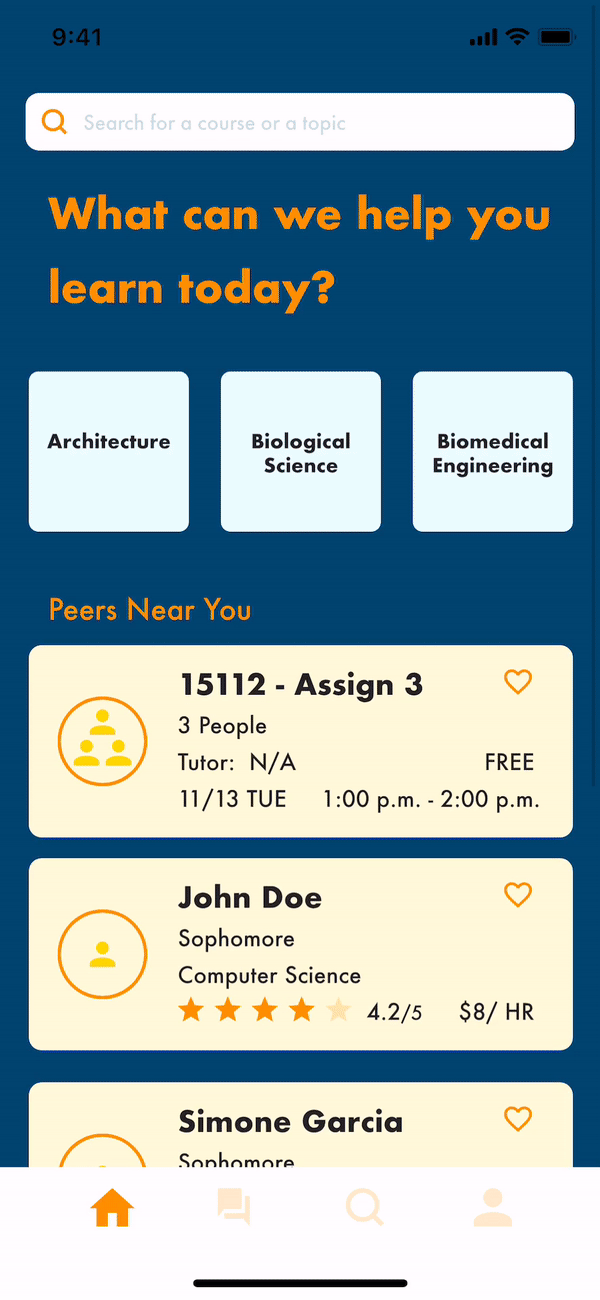 9:41
Search for a course or a topic
What can we help you
learn today?
Architecture
Biological
Science
Biomedical
Engineering
Peers Near You
15112 - Assign 3
3 People
Tutor: N/A FREE
11/13 TUE 1:00 p.m. - 2:00 p.m.
John Doe
Sophomore
Computer Science
4.2/5 $8/ HR
Simone Garcia
Sophomore